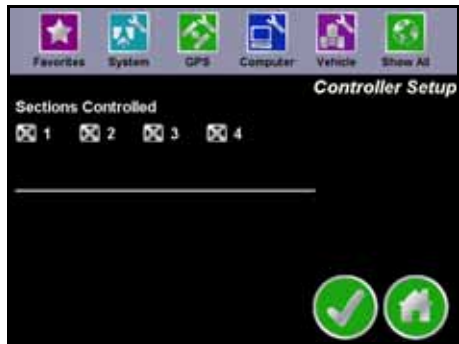 Favorites System GPS Computer Vehicle Show All
Controller Setup
Sections Controlled
1 2 3 4